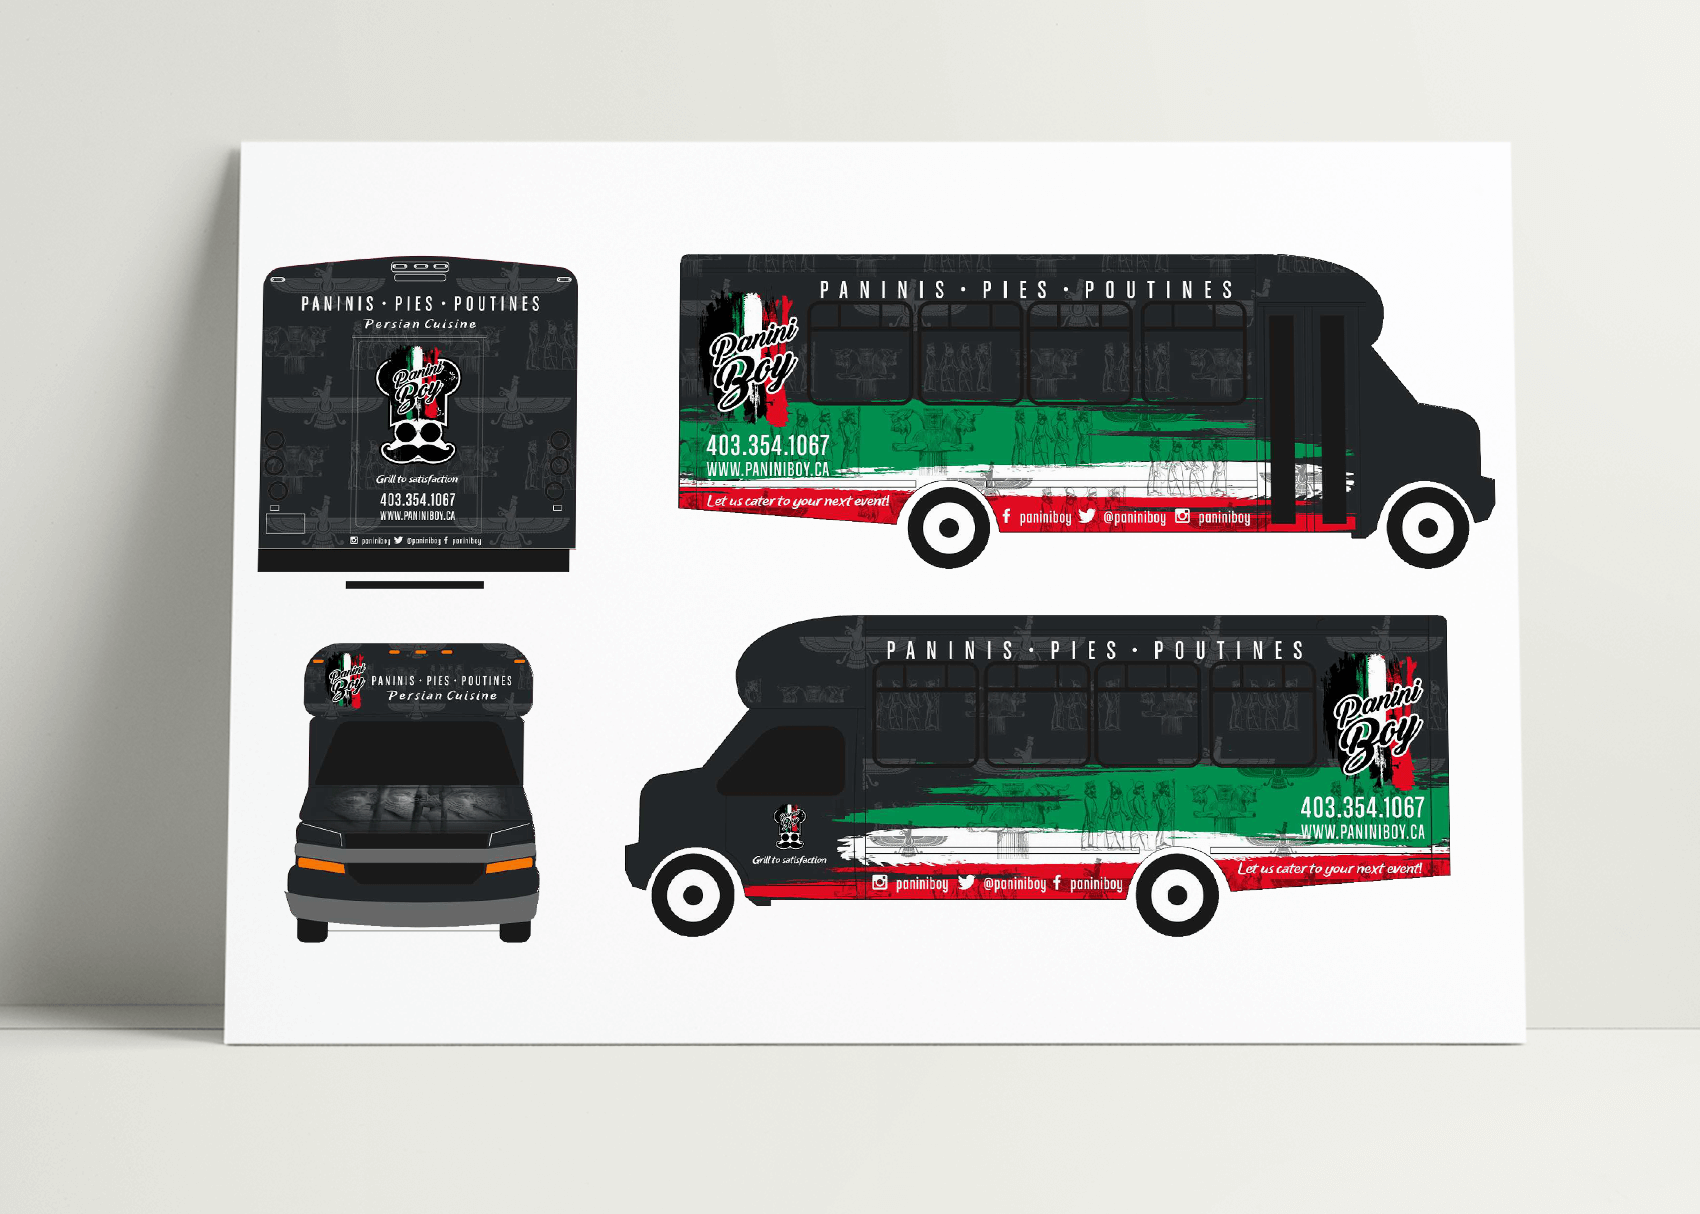 PANINIS · PIES · POUTINES
Persian Cuisine
Panini
Boy
Grill to satisfaction
403.354.1067
WWW.PANINIBOY.CA
paniniboy @paniniboy paniniboy
PANINIS · PIES · POUTINES
Panini
Boy
403.354.1067
WWW.PANINIBOY.CA
Let us cater to your next event!
paniniboy @paniniboy paniniboy
Panini
Boy
PANINIS · PIES · POUTINES
Persian Cuisine
PANINIS · PIES · POUTINES
Panini
Boy
403.354.1067
WWW.PANINIBOY.CA
Grill to satisfaction
Let us cater to your next event!
paniniboy @paniniboy paniniboy